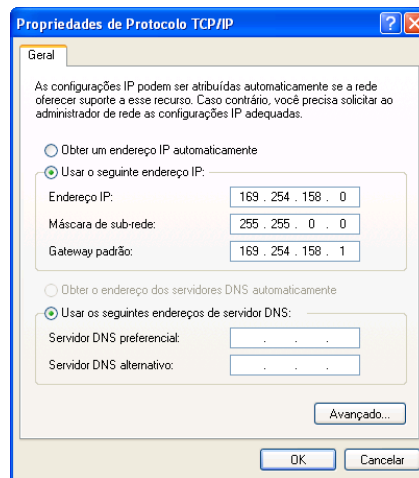 Propriedades de Protocolo TCP/IP
Geral
As configurações IP podem ser atribuídas automaticamente se a rede
oferecer suporte a esse recurso. Caso contrário, você precisa solicitar ao
administrador de rede as configurações IP adequadas.
Obter um endereço IP automaticamente
Usar o seguinte endereço IP:
Endereço IP: 169 . 254 . 158 . 0
Máscara de sub-rede: 255 . 255 . 0 . 0
Gateway padrão: 169 . 254 . 158 . 1
Obter o endereço dos servidores DNS automaticamente
Usar os seguintes endereços de servidor DNS:
Servidor DNS preferencial: . . .
Servidor DNS alternativo: . . .
Avançado...
OK Cancelar